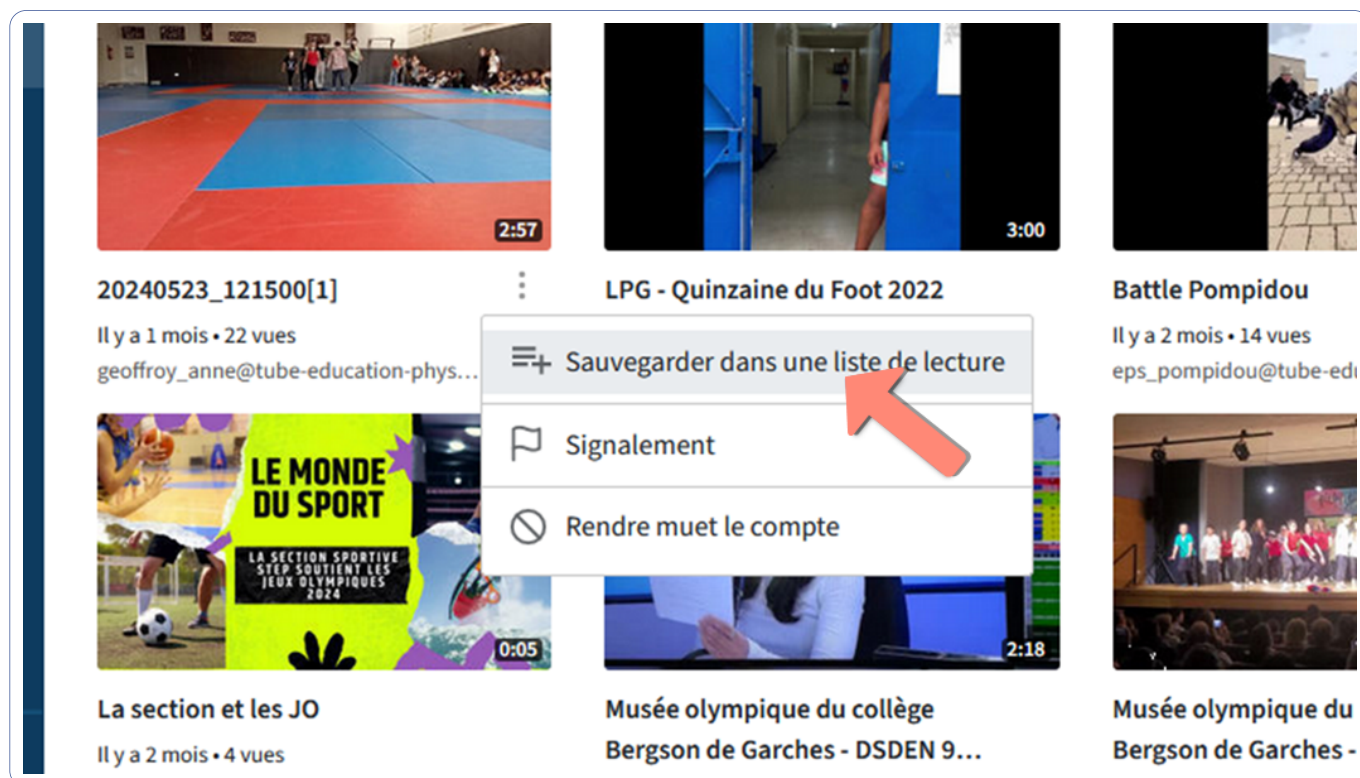 2:57
3:00
20240523_121500[1]
LPG - Quinzaine du Foot 2022
Battle Pompidou
Il y a 1 mois • 22 vues
Il y a 2 mois • 14 vues
geoffroy_anne@tube-education-phys...
eps_pompidou@tube-edu
Sauvegarder dans une liste de lecture
Signalement
Rendre muet le compte
LE MONDE
DU SPORT
LA SECTION SPORTIVE
STEP SOUTIENT LES
JEUX OLYMPIQUES
2024
0:05
2:18
La section et les JO
Musée olympique du collège
Musée olympique du
Il y a 2 mois • 4 vues
Bergson de Garches - DSDEN 9...
Bergson de Garches -